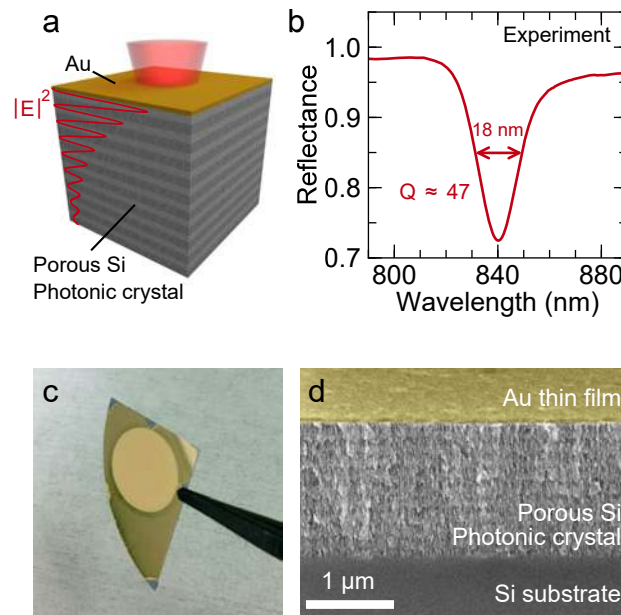 a
Au
|E|²
Porous Si
Photonic crystal
b
Experiment
1.0
0.9
0.8
0.7
Reflectance
18 nm
Q ≈ 47
800
840
880
Wavelength (nm)
c
d
Au thin film
Porous Si
Photonic crystal
1 μm
Si substrate